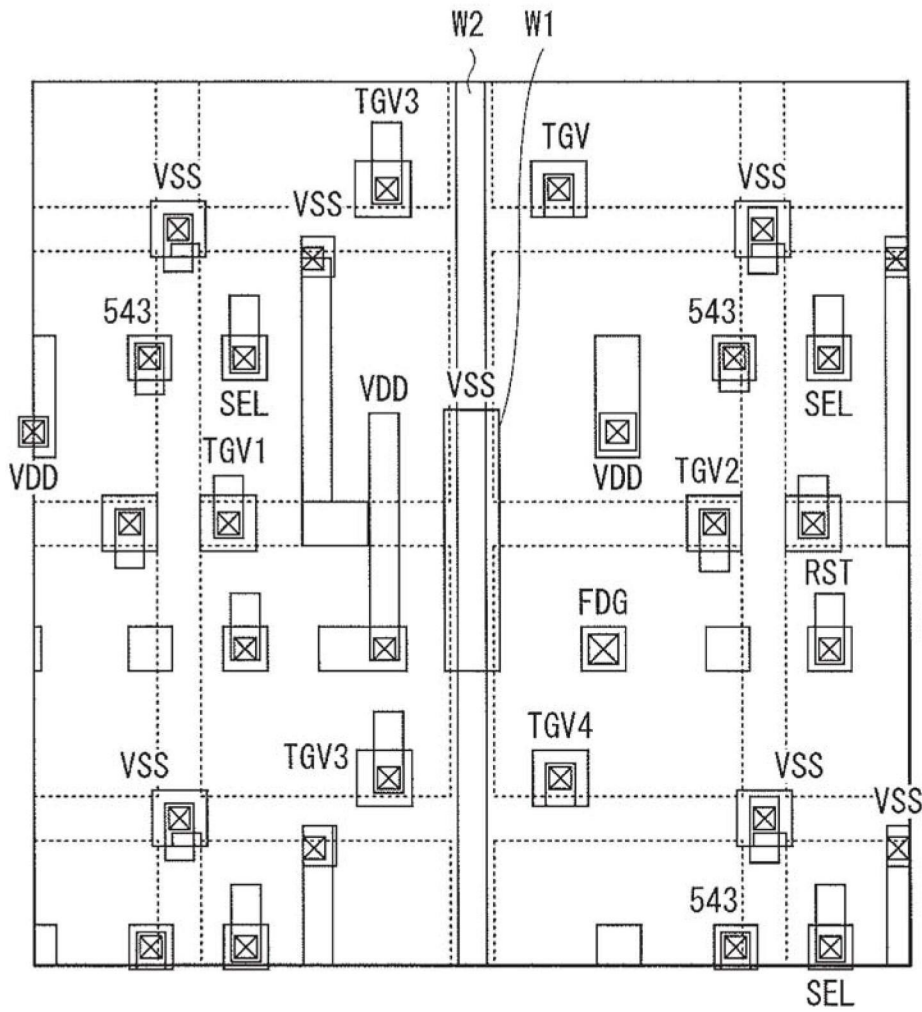 W2 W1
TGV3
TGV
VSS
VSS
VSS
543
543
SEL
VDD
VSS
SEL
VDD
TGV1
VDD
TGV2
RST
FDG
TGV3
TGV4
VSS
VSS
VSS
543
SEL